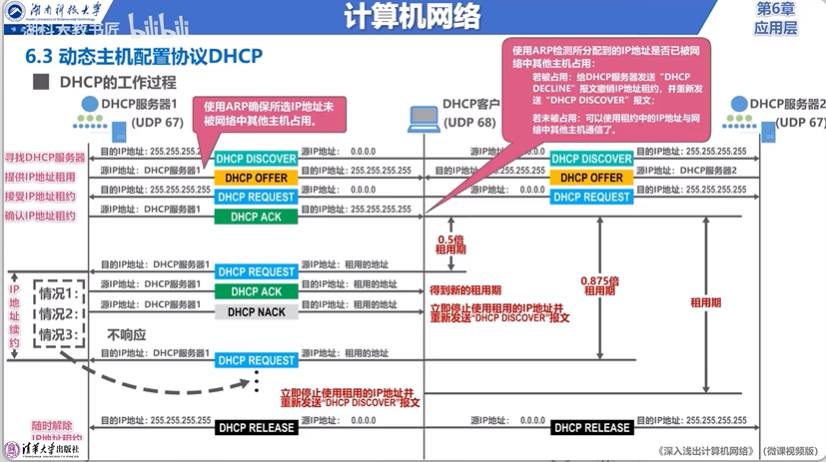 湖南科技大学
湖科大教书匠 bilibili
计算机网络
第6章
应用层
6.3 动态主机配置协议DHCP
DHCP的工作过程
DHCP服务器1
(UDP 67)
使用ARP确保所选IP地址未
被网络中其他主机占用。
DHCP客户
(UDP 68)
使用ARP检测所分配到的IP地址是否已被网
络中其他主机占用:
若被占用:给DHCP服务器发送“DHCP
DECLINE”报文撤销IP地址租约,并重新发
送“DHCP DISCOVER”报文;
若未被占用:可以使用租约中的IP地址与网
络中其他主机通信了。
DHCP服务器2
(UDP 67)
寻找DHCP服务器
目的IP地址: 255.255.255.2
DHCP DISCOVER
源IP地址: 0.0.0.0
0.0.0.0
DHCP DISCOVER
目的IP地址: 255.255.255.255
提供IP地址租用
源IP地址: DHCP服务器1
DHCP OFFER
目的IP地址: 255.255.255.255
目的IP地址: 255.255.255.255
DHCP OFFER
源IP地址: DHCP服务器2
接受IP地址租约
目的IP地址: 255.255.255.255
DHCP REQUEST
源IP地址: 0.0.0.0
源IP地址: 0.0.0.0
DHCP REQUEST
目的IP地址: 255.255.255.255
确认IP地址租约
源IP地址: DHCP服务器1
DHCP ACK
目的IP地址: 255.255.255.255
0.5倍
租用期
0.875倍
租用期
租用期
IP地址续约
目的IP地址: DHCP服务器1
DHCP REQUEST
源IP地址: 租用的地址
情况1:
源IP地址: DHCP服务器1
DHCP ACK
目的IP地址: 租用的地址
得到新的租用期
情况2:
源IP地址: DHCP服务器1
DHCP NACK
目的IP地址: 租用的地址
立即停止使用租用的IP地址并
重新发送“DHCP DISCOVER”报文
情况3:
不响应
目的IP地址: DHCP服务器1
DHCP REQUEST
源IP地址: 租用的地址
立即停止使用租用的IP地址并
重新发送“DHCP DISCOVER”报文
随时解除
IP地址租约
目的IP地址: 255.255.255.255
DHCP RELEASE
源IP地址: 0.0.0.0
源IP地址: 0.0.0.0
DHCP RELEASE
目的IP地址: 255.255.255.255
清华大学出版社
《深入浅出计算机网络》(微课视频版)